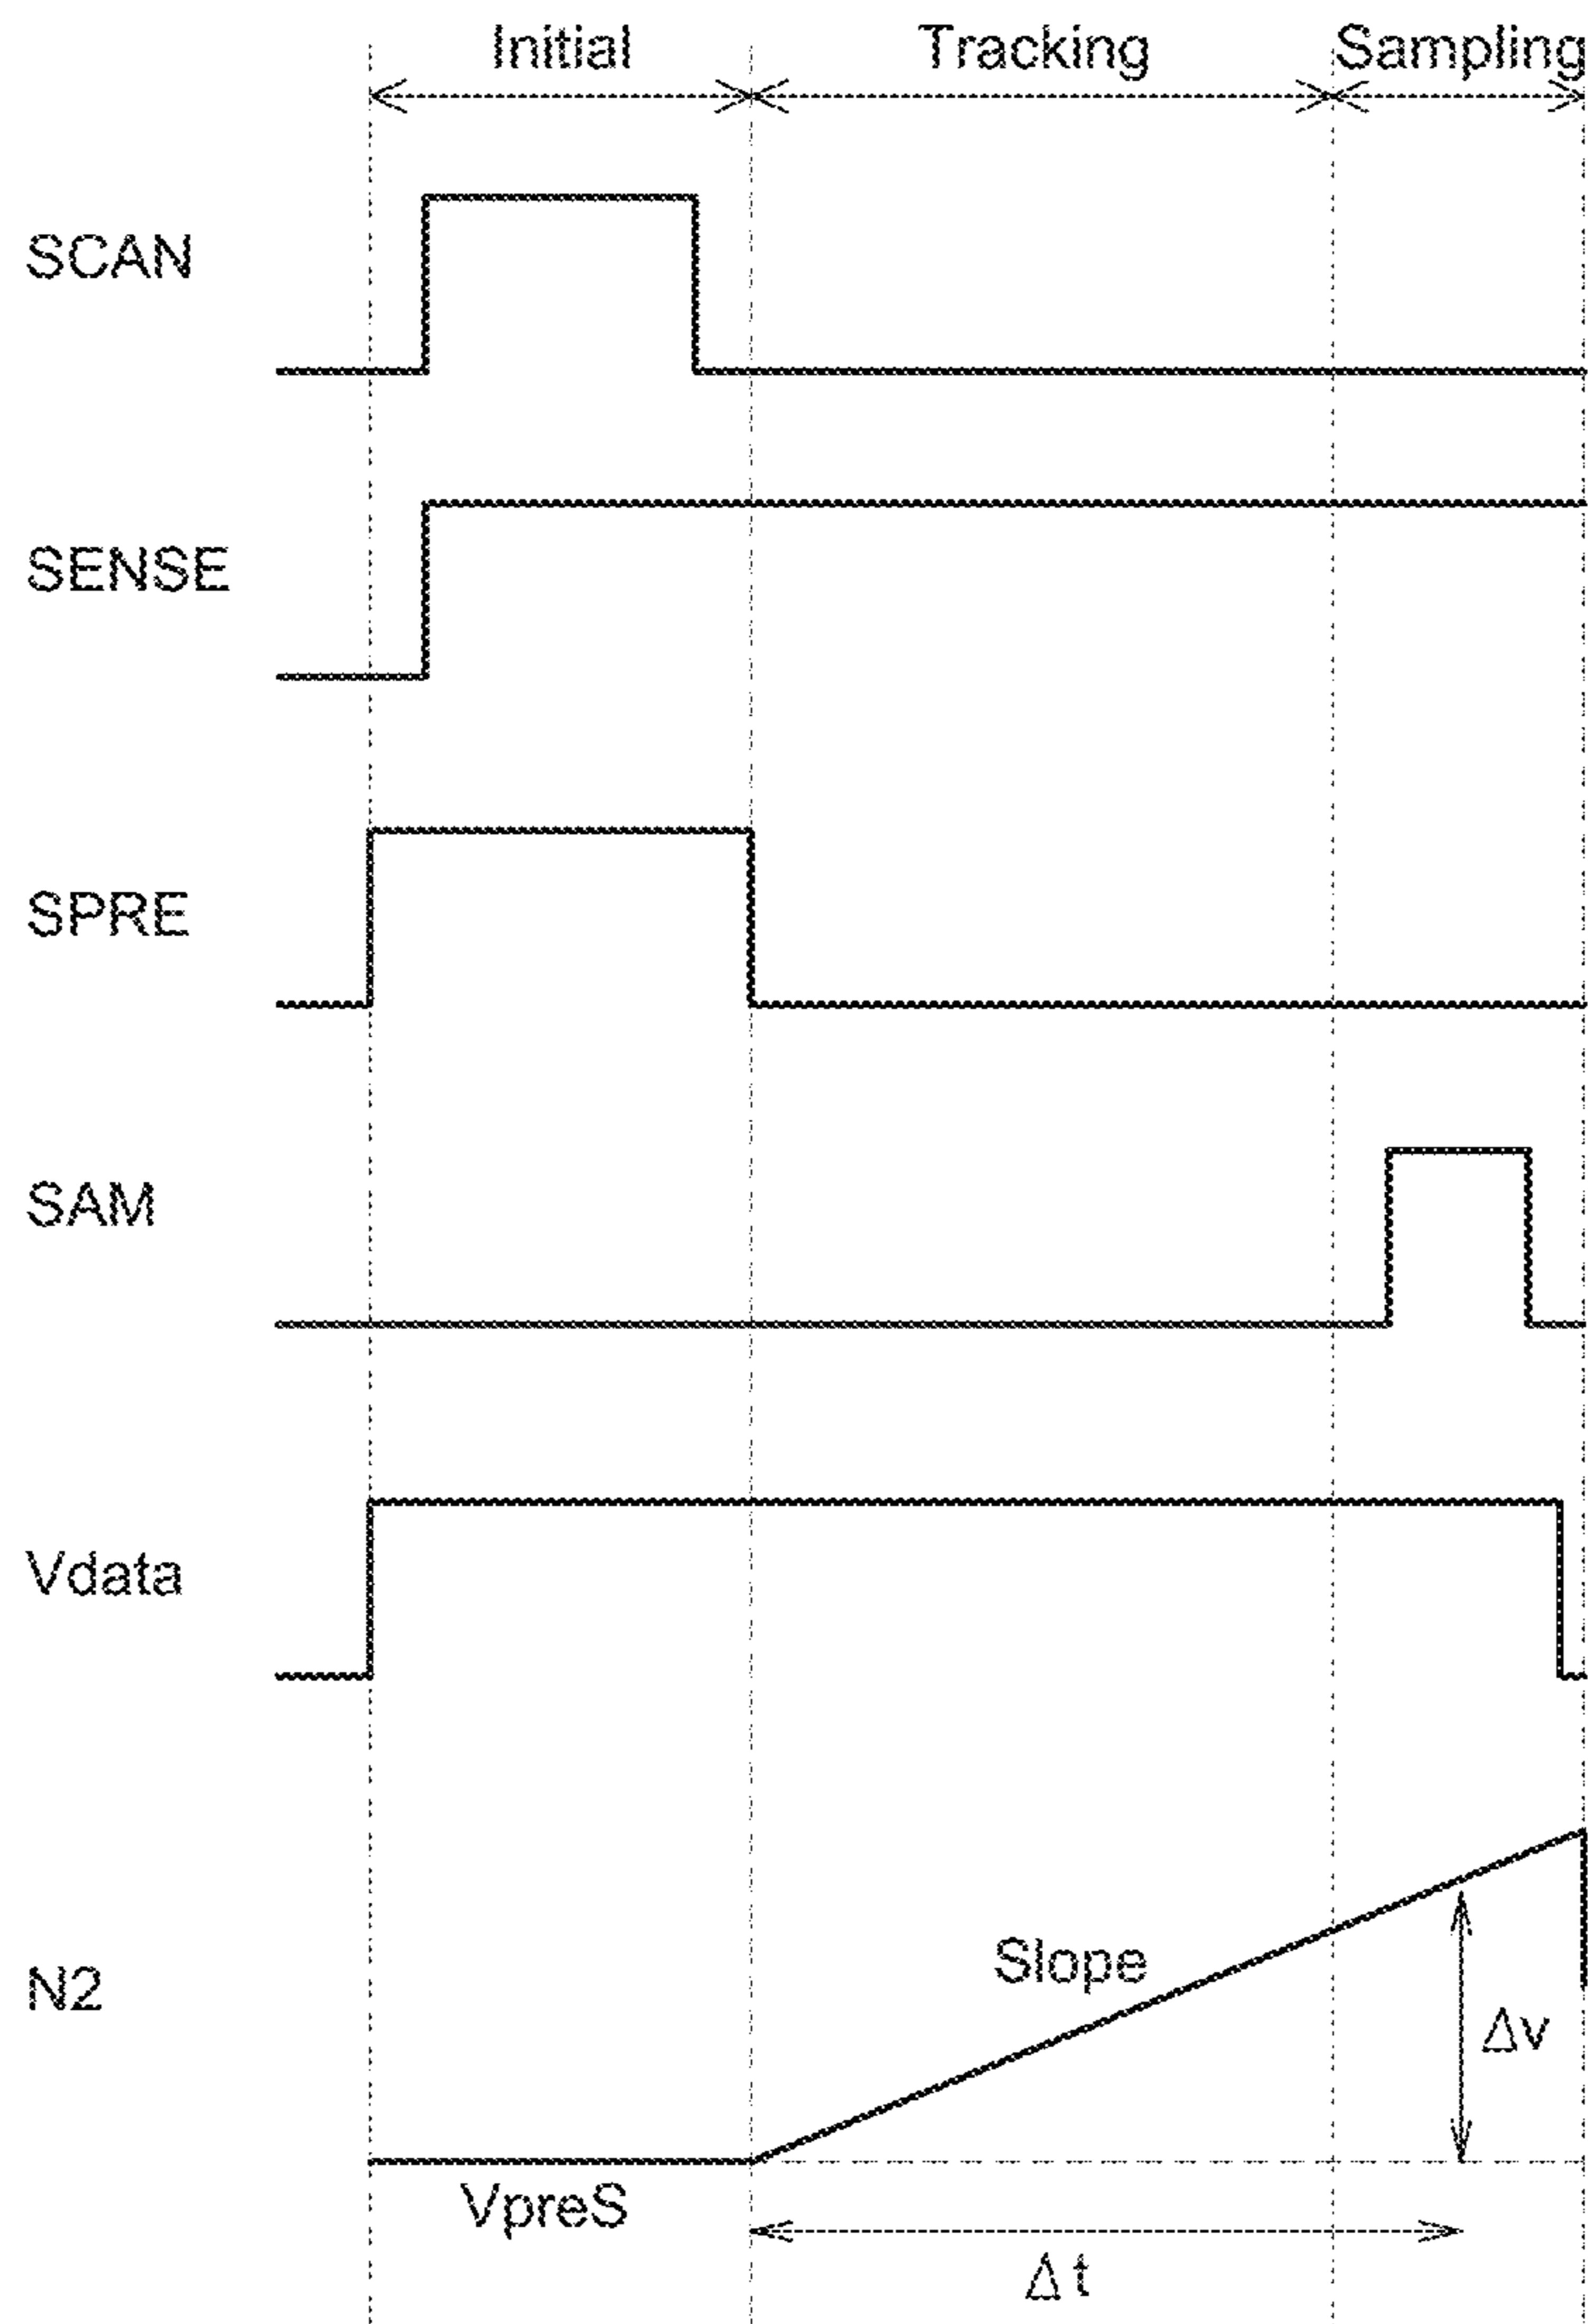 Initial Tracking Sampling
SCAN
SENSE
SPRE
SAM
Vdata
Slope
N2
Δv
VpreS
Δt